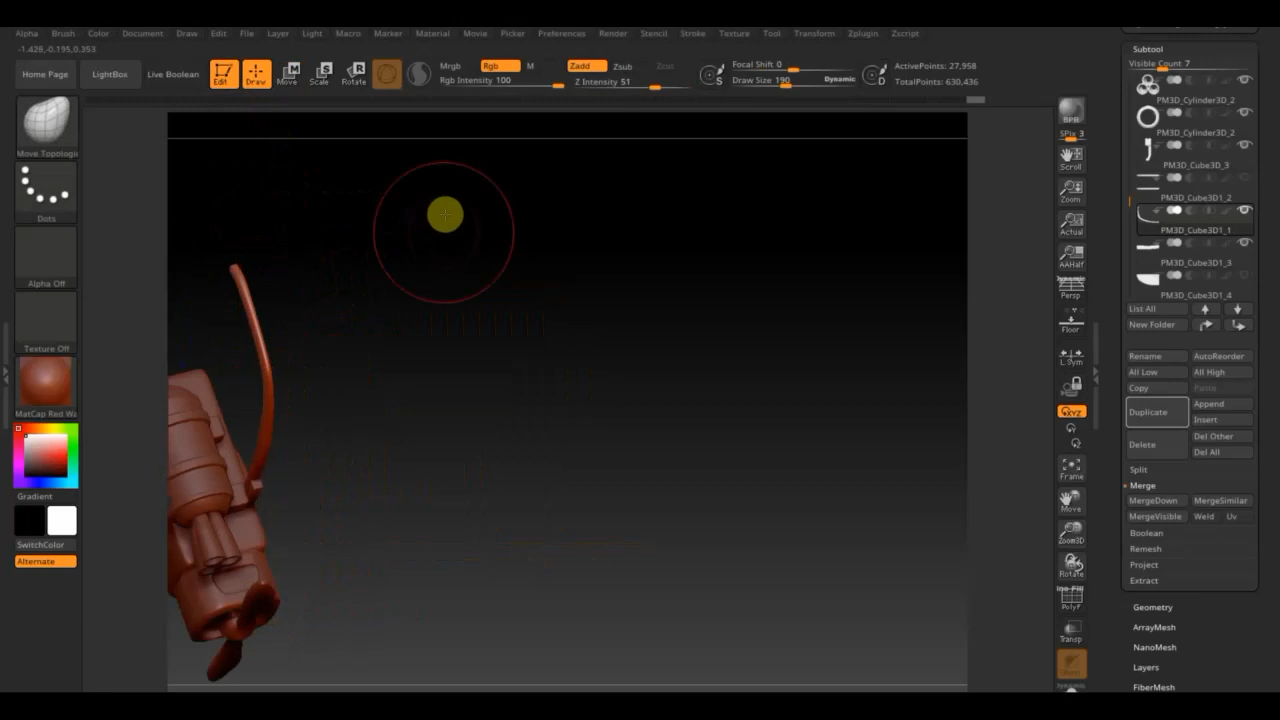 Alpha Brush Color Document Draw Edit File Layer Light Macro Marker Material Movie Picker Preferences Render Stencil Stroke Texture Tool Transform Zplugin Zscript
-1.428,-0.195,0.353
Home Page LightBox Live Boolean Edit Draw Move Scale Rotate
Mrgb Rgb M Zadd Zsub Zcut
Rgb Intensity 100 Z Intensity 51
Focal Shift 0
Draw Size 190 Dynamic
ActivePoints: 27,958
TotalPoints: 630,436
Move Topologic
Dots
Alpha Off
Texture Off
MatCap Red Wa
Gradient
SwitchColor
Alternate
BPR
SPix 3
Scroll
Zoom
Actual
AAHalf
Dynamic
Persp
Floor
L.Sym
XYZ
Frame
Move
Zoom3D
Rotate
Line Fill
PolyF
Transp
Dynamic
Subtool
Visible Count 7
PM3D_Cylinder3D_2
PM3D_Cylinder3D_2
PM3D_Cube3D_3
PM3D_Cube3D1_2
PM3D_Cube3D1_1
PM3D_Cube3D1_3
PM3D_Cube3D1_4
List All
New Folder
Rename AutoReorder
All Low All High
Copy Paste
Duplicate Append
Insert
Delete Del Other
Del All
Split
Merge
MergeDown MergeSimilar
MergeVisible Weld Uv
Boolean
Remesh
Project
Extract
Geometry
ArrayMesh
NanoMesh
Layers
FiberMesh